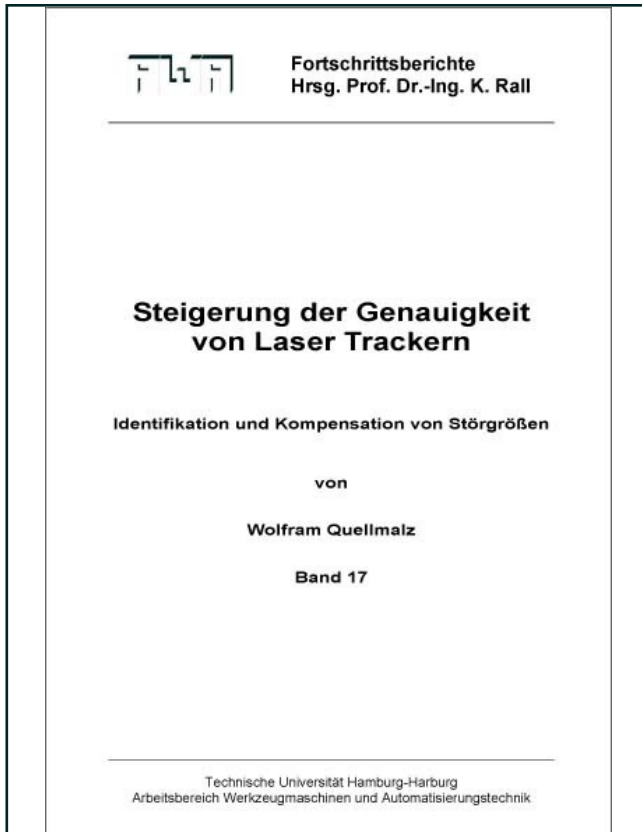 Fortschrittsberichte
Hrsg. Prof. Dr.-Ing. K. Rall
Steigerung der Genauigkeit
von Laser Trackern
Identifikation und Kompensation von Störgrößen
von
Wolfram Quellmalz
Band 17
Technische Universität Hamburg-Harburg
Arbeitsbereich Werkzeugmaschinen und Automatisierungstechnik